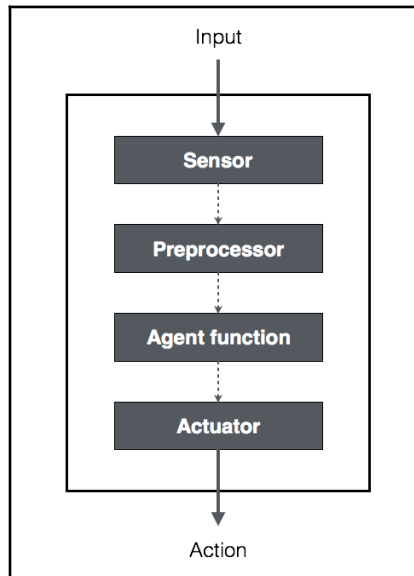 Input
Sensor
Preprocessor
Agent function
Actuator
Action